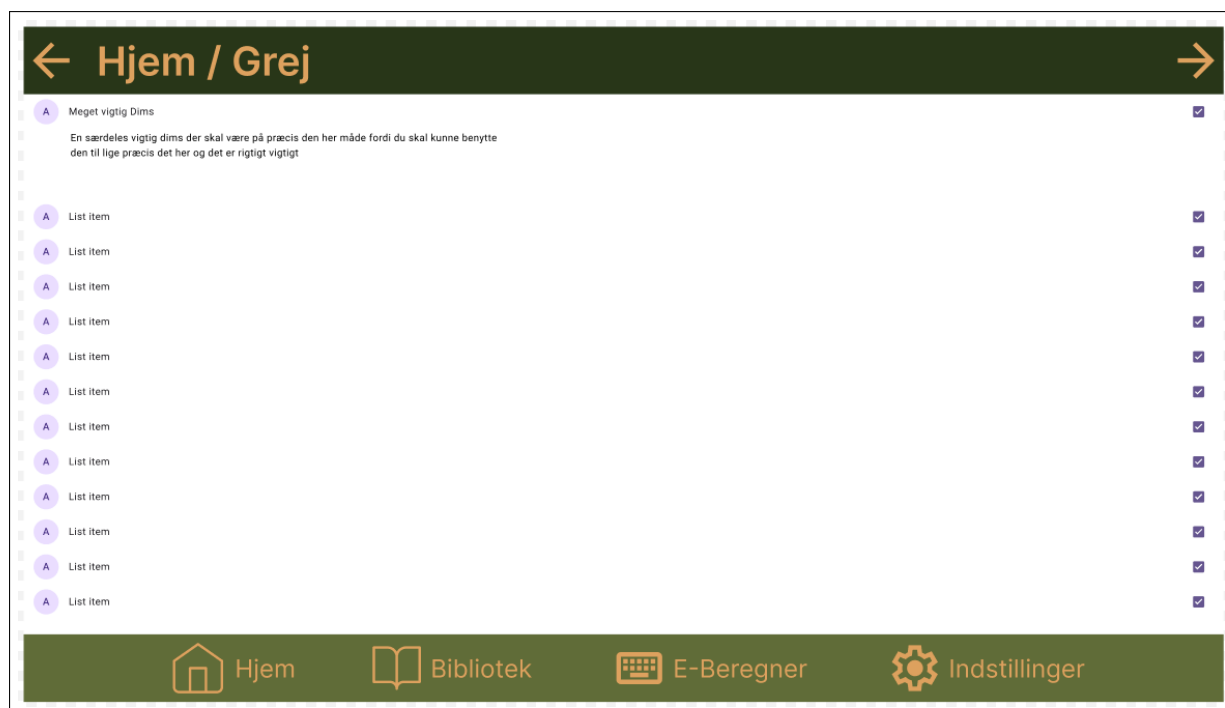 Hjem / Grej
A Meget vigtig Dims
En særdeles vigtig dims der skal være på præcis den her måde fordi du skal kunne benytte
den til lige præcis det her og det er rigtigt vigtigt
A List item
A List item
A List item
A List item
A List item
A List item
A List item
A List item
A List item
A List item
A List item
A List item
Hjem Bibliotek E-Beregner Indstillinger